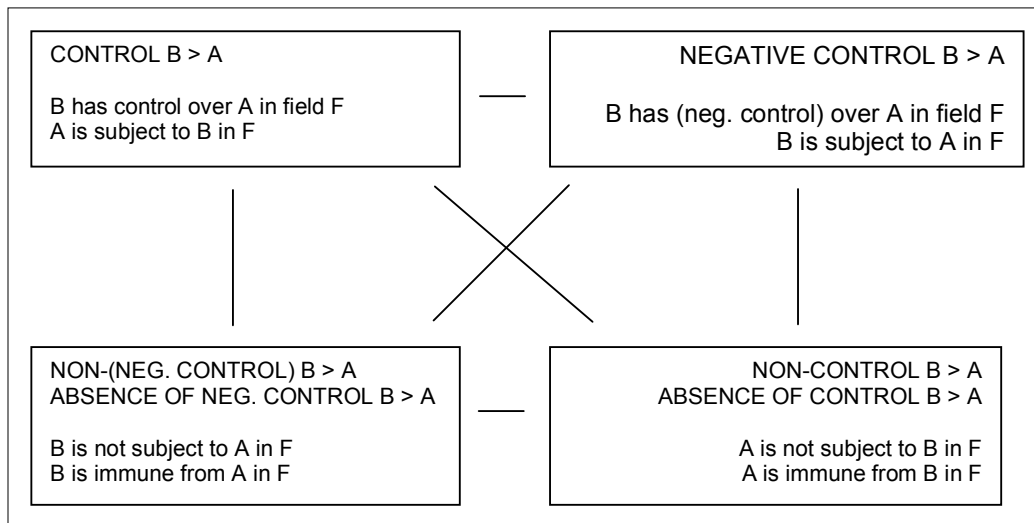 CONTROL B > A
B has control over A in field F
A is subject to B in F
NEGATIVE CONTROL B > A
B has (neg. control) over A in field F
B is subject to A in F
NON-(NEG. CONTROL) B > A
ABSENCE OF NEG. CONTROL B > A
B is not subject to A in F
B is immune from A in F
NON-CONTROL B > A
ABSENCE OF CONTROL B > A
A is not subject to B in F
A is immune from B in F